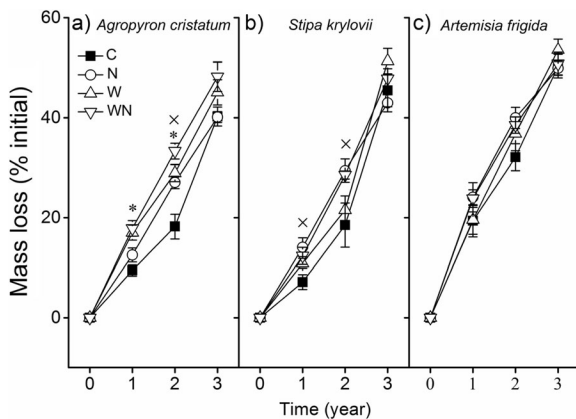 a) Agropyron cristatum
b) Stipa krylovii
c) Artemisia frigida
C
N
W
WN
×
*
*
×
×
Mass loss (% initial)
60
40
20
0
0 1 2 3
0 1 2 3
0 1 2 3
Time (year)